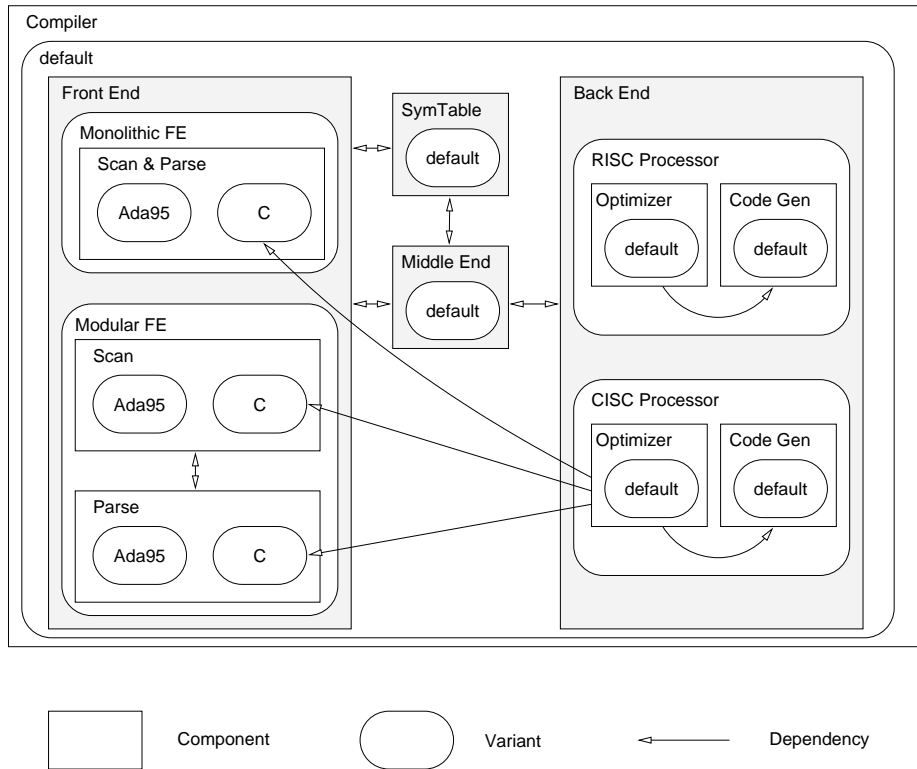 Compiler
default
Front End
Monolithic FE
Scan & Parse
Ada95
C
Modular FE
Scan
Ada95
C
Parse
Ada95
C
SymTable
default
Middle End
default
Back End
RISC Processor
Optimizer
default
Code Gen
default
CISC Processor
Optimizer
default
Code Gen
default
Component
Variant
Dependency